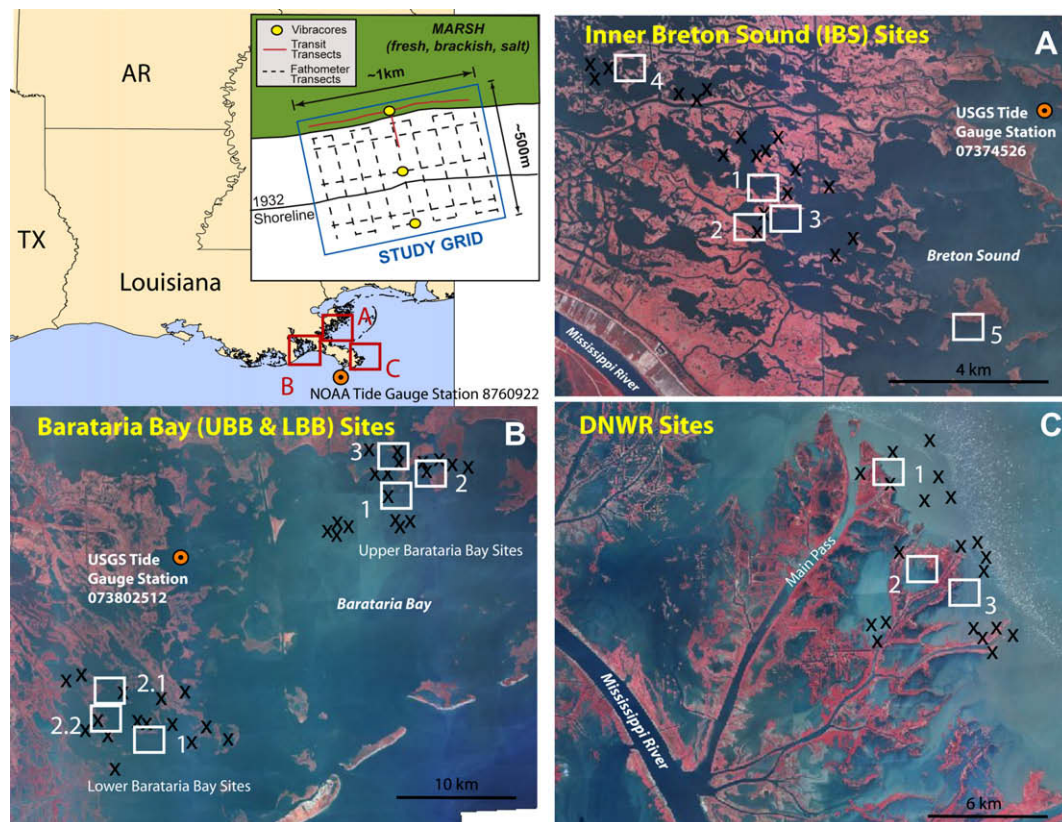 AR
TX
Louisiana
A
B
C
NOAA Tide Gauge Station 8760922
Vibracores
Transit
Transects
Fathometer
Transects
MARSH
(fresh, brackish, salt)
~1km
~500m
1932
Shoreline
STUDY GRID
Inner Breton Sound (IBS) Sites
A
4
USGS Tide
Gauge Station
07374526
1
2
3
Breton Sound
5
Mississippi River
4 km
Barataria Bay (UBB & LBB) Sites
B
3
2
1
Upper Barataria Bay Sites
USGS Tide
Gauge Station
073802512
Barataria Bay
2.1
2.2
1
Lower Barataria Bay Sites
10 km
DNWR Sites
C
1
Main Pass
2
3
Mississippi River
6 km